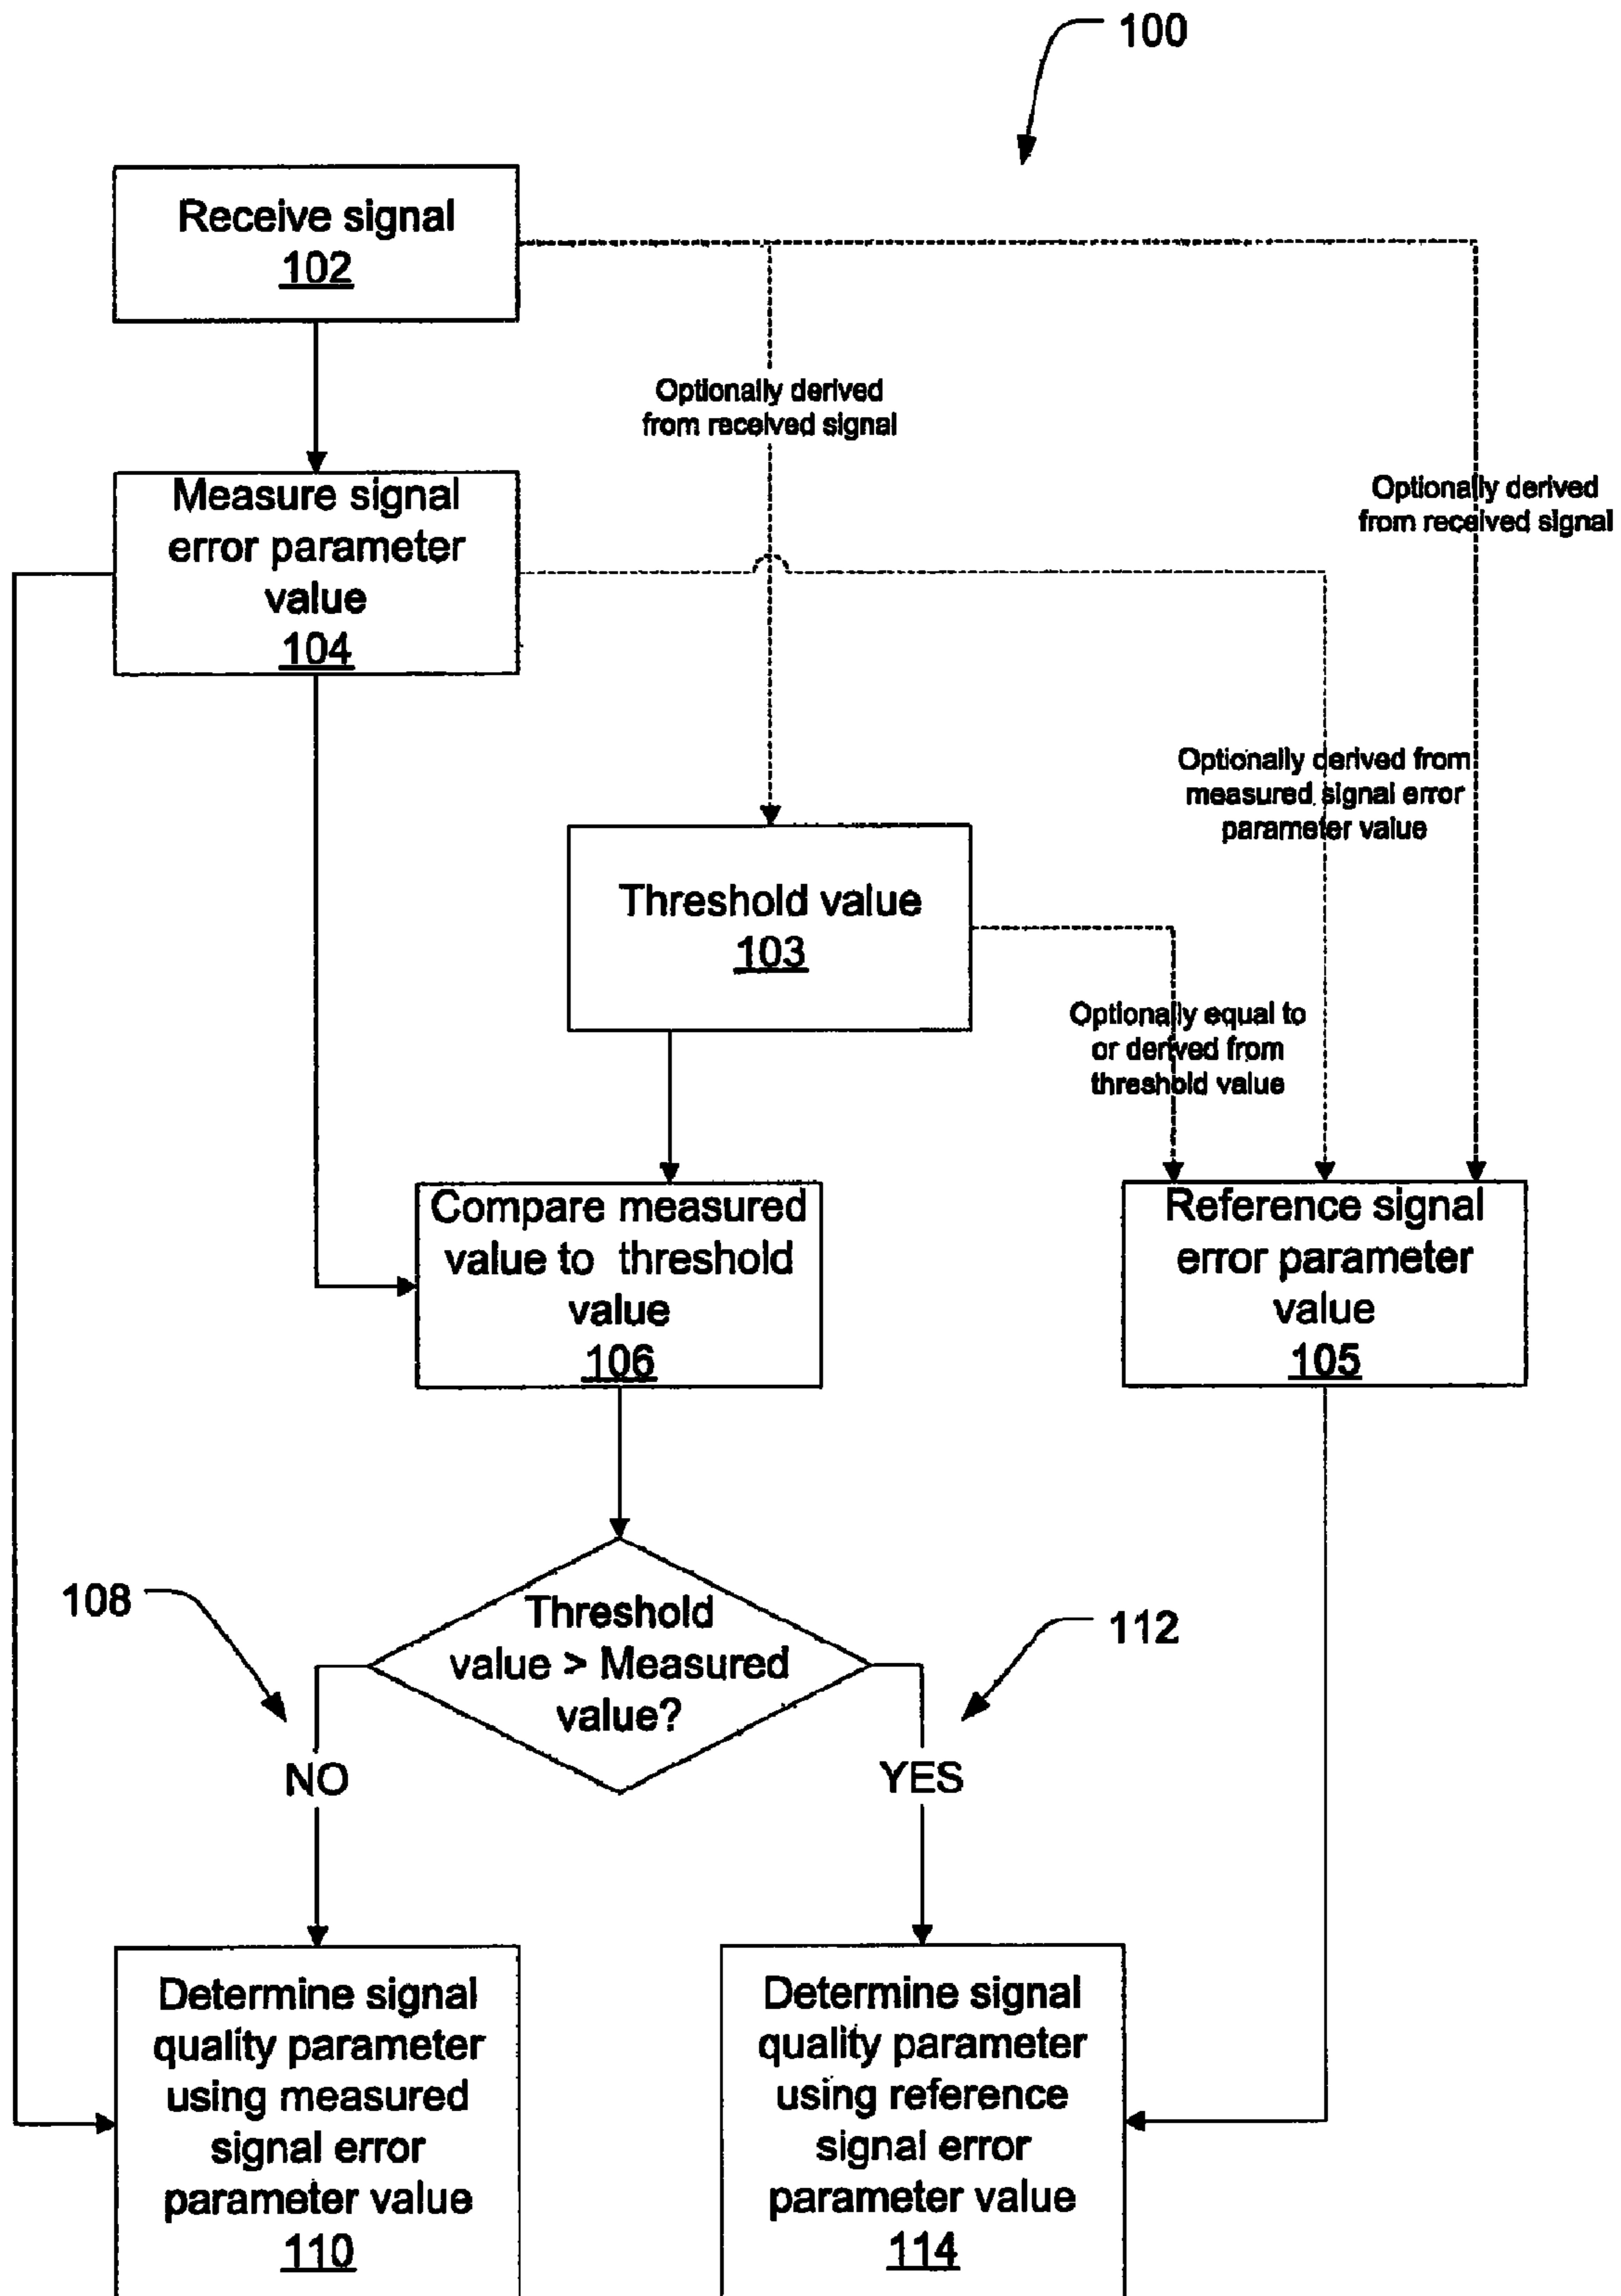 100
Receive signal
102
Optionally derived
from received signal
Optionally derived
from received signal
Measure signal
error parameter
value
104
Optionally derived from
measured signal error
parameter value
Threshold value
103
Optionally equal to
or derived from
threshold value
Compare measured
value to threshold
value
106
Reference signal
error parameter
value
105
108
Threshold
value > Measured
value?
112
NO
YES
Determine signal
quality parameter
using measured
signal error
parameter value
110
Determine signal
quality parameter
using reference
signal error
parameter value
114